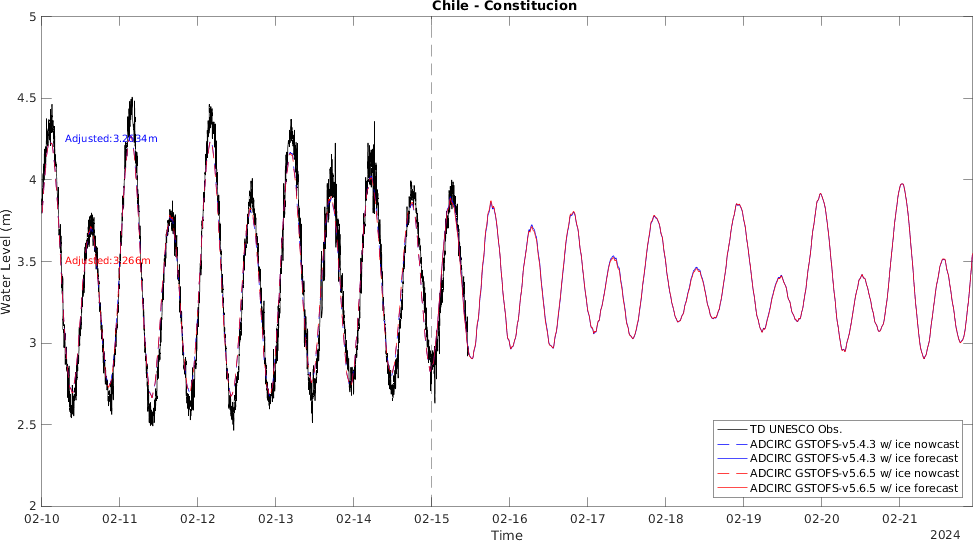 Chile - Constitucion
5
4.5
4
3.5
3
2.5
2
Water Level (m)
Adjusted:3.2634m
Adjusted:3.266m
TD UNESCO Obs.
ADCIRC GSTOFS-v5.4.3 w/ ice nowcast
ADCIRC GSTOFS-v5.4.3 w/ ice forecast
ADCIRC GSTOFS-v5.6.5 w/ ice nowcast
ADCIRC GSTOFS-v5.6.5 w/ ice forecast
02-10 02-11 02-12 02-13 02-14 02-15 02-16 02-17 02-18 02-19 02-20 02-21
Time
2024